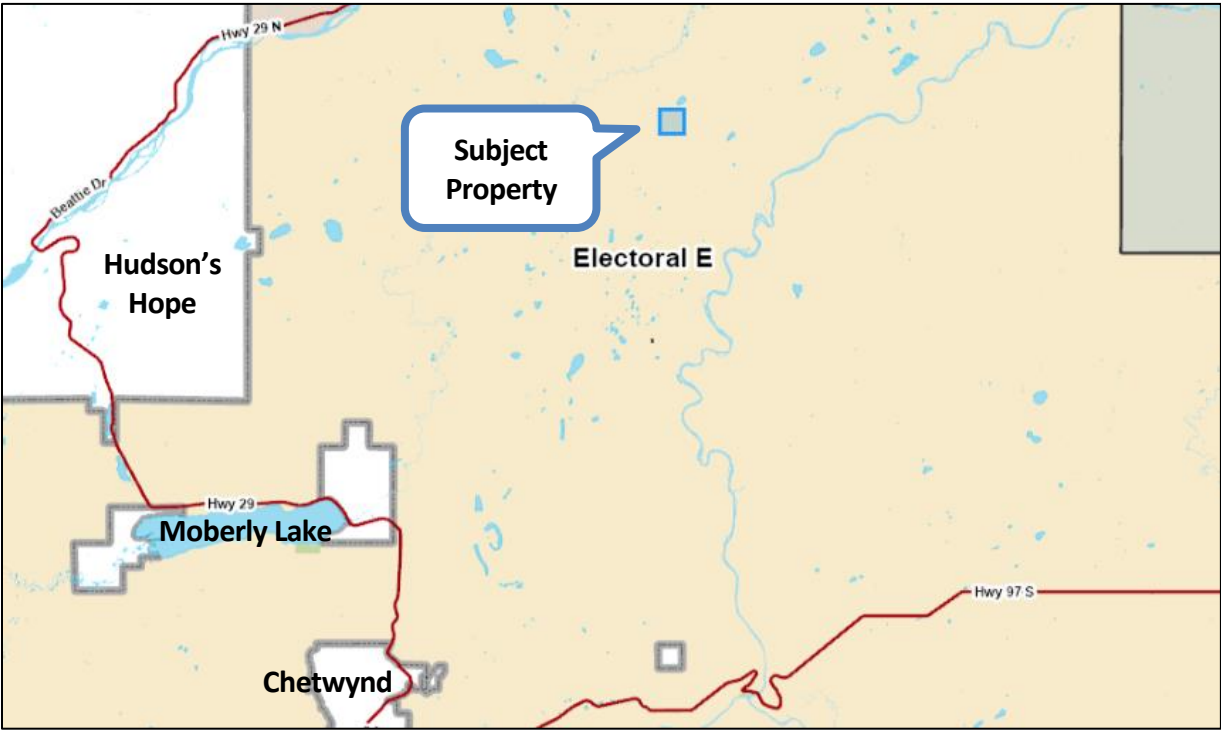 Hwy 29 N
Subject
Property
Beattie Dr
Hudson's
Hope
Electoral E
Hwy 29
Moberly Lake
Hwy 97 S
Chetwynd